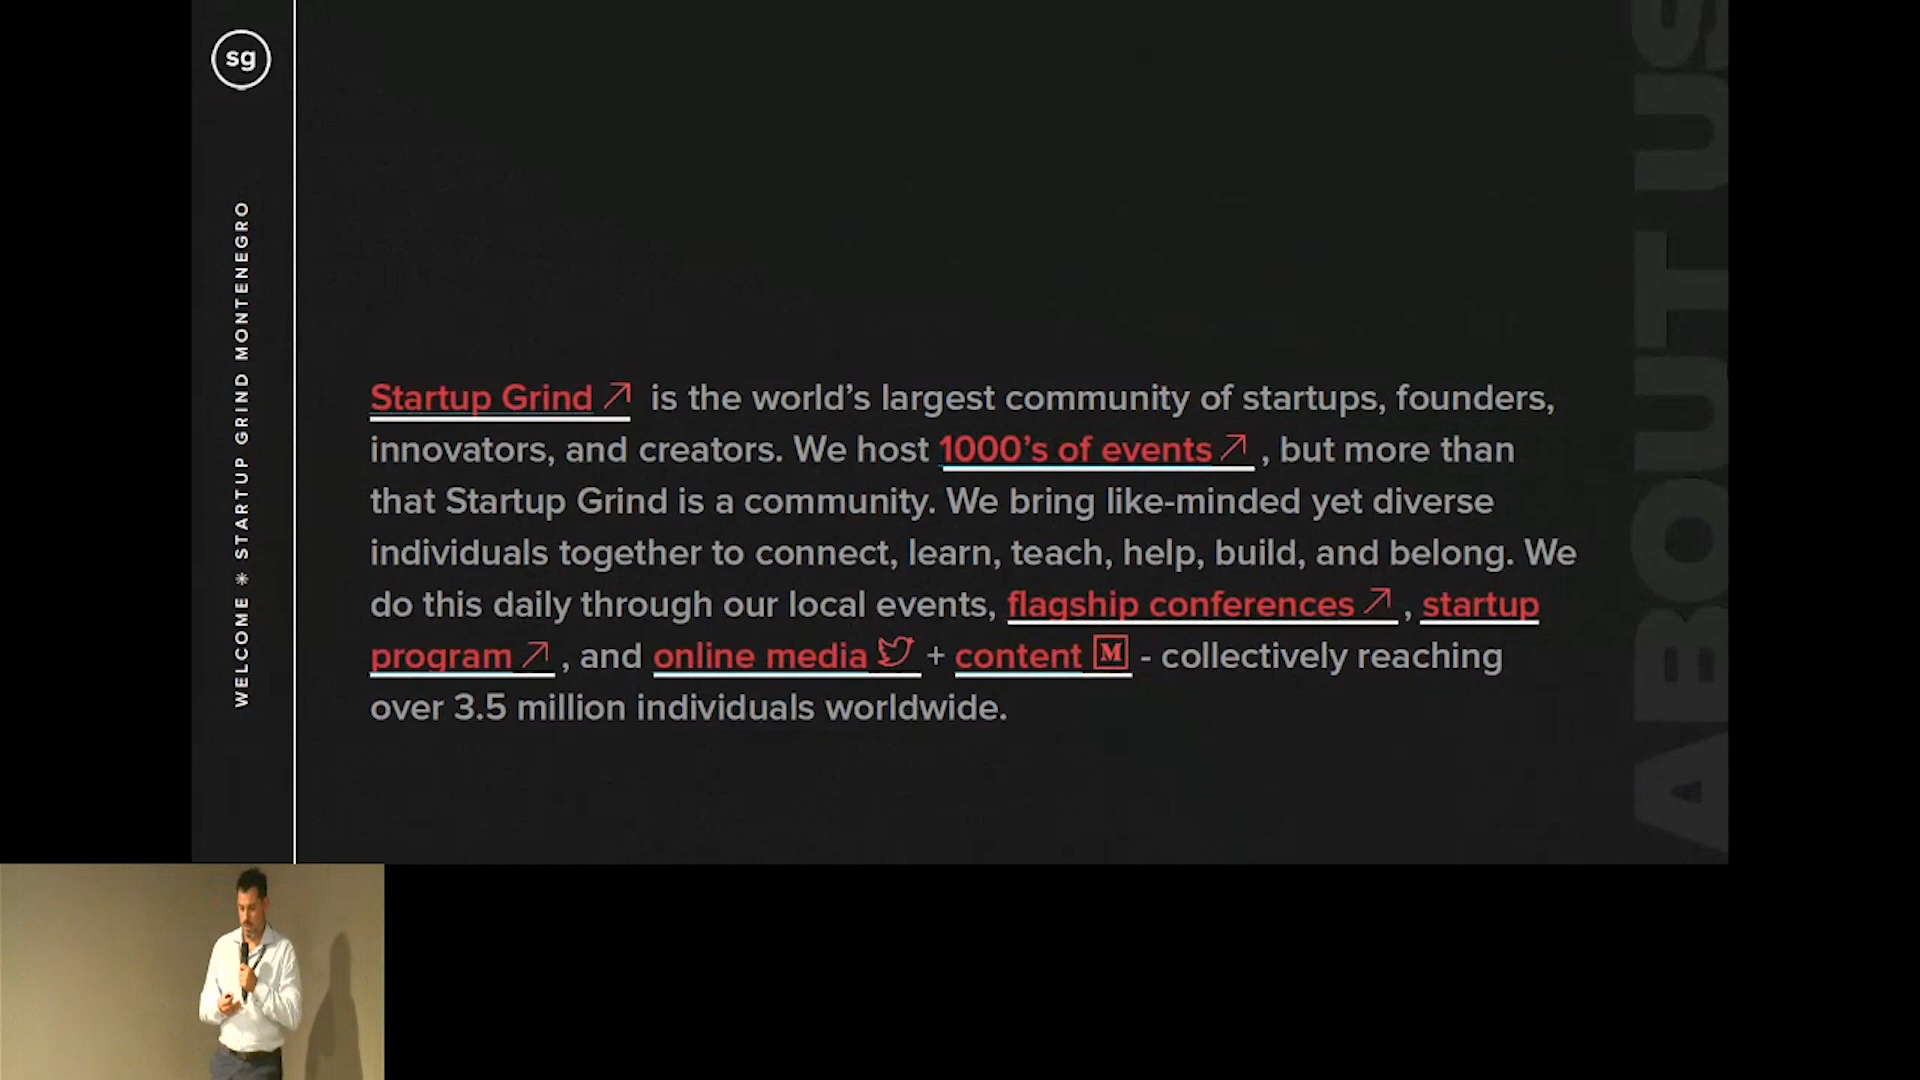 sg
WELCOME ✳ STARTUP GRIND MONTENEGRO
Startup Grind ↗ is the world’s largest community of startups, founders,
innovators, and creators. We host 1000’s of events ↗ , but more than
that Startup Grind is a community. We bring like-minded yet diverse
individuals together to connect, learn, teach, help, build, and belong. We
do this daily through our local events, flagship conferences ↗ , startup
program ↗ , and online media + content M - collectively reaching
over 3.5 million individuals worldwide.
ABOUT US